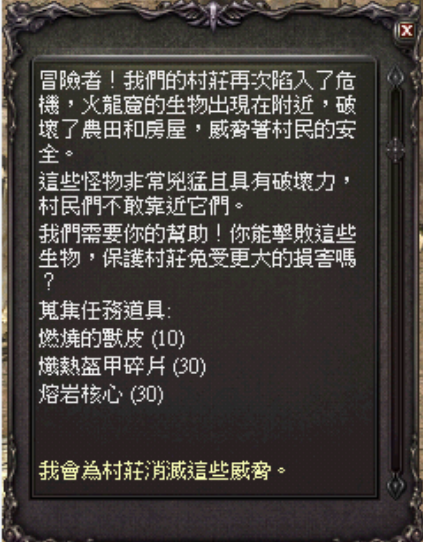 冒險者！我們的村莊再次陷入了危
機，火龍窟的生物出現在附近，破
壞了農田和房屋，威脅著村民的安
全。
這些怪物非常兇猛且具有破壞力，
村民們不敢靠近它們。
我們需要你的幫助！你能擊敗這些
生物，保護村莊免受更大的損害嗎
？
蒐集任務道具:
燃燒的獸皮 (10)
熾熱盔甲碎片 (30)
熔岩核心 (30)
我會為村莊消滅這些威脅。